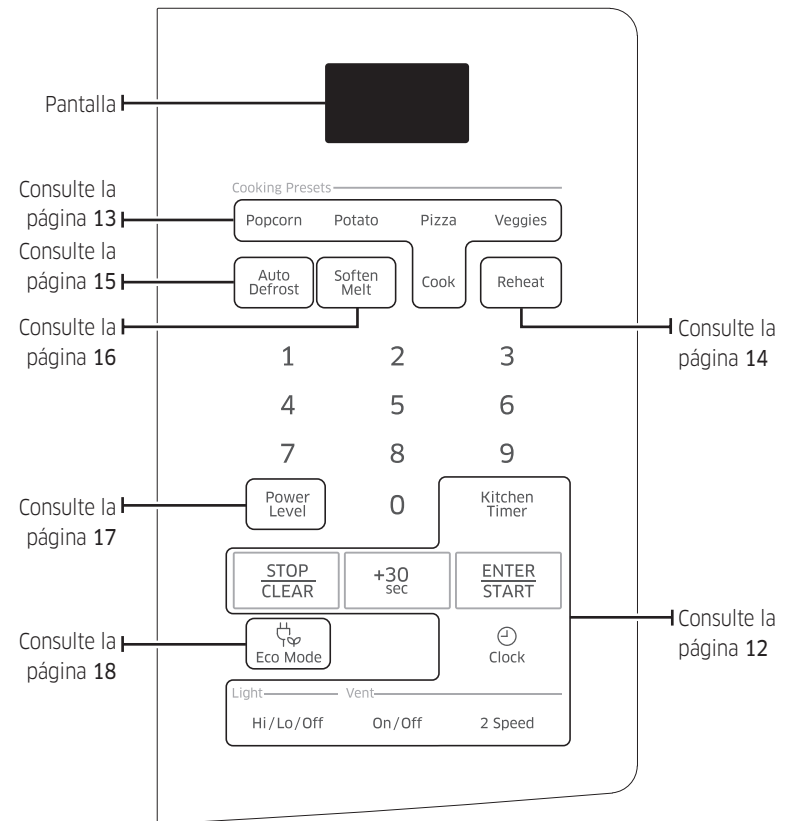 Pantalla
Cooking Presets
Consulte la
página 13
Popcorn Potato Pizza Veggies
Consulte la
página 15
Auto
Defrost
Soften
Melt
Cook
Reheat
Consulte la
página 16
Consulte la
página 14
1 2 3
4 5 6
7 8 9
Consulte la
página 17
Power
Level
0
Kitchen
Timer
STOP
CLEAR
+30
sec
ENTER
START
Consulte la
página 12
Consulte la
página 18
Eco Mode
Clock
Light Vent
Hi/Lo/Off On/Off 2 Speed